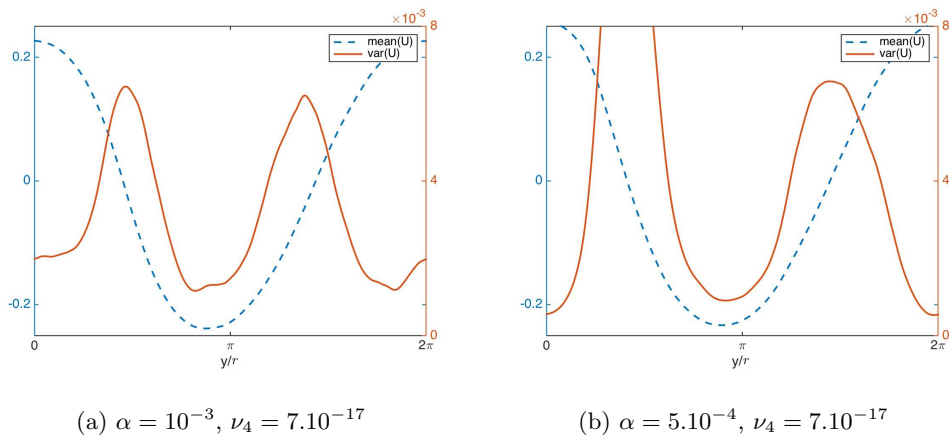 ×10⁻³
0.2
0
-0.2
8
4
0
mean(U)
var(U)
0
π
2π
y/r
(a) α = 10⁻³, ν₄ = 7.10⁻¹⁷
×10⁻³
0.2
0
-0.2
8
4
0
mean(U)
var(U)
0
π
2π
y/r
(b) α = 5.10⁻⁴, ν₄ = 7.10⁻¹⁷